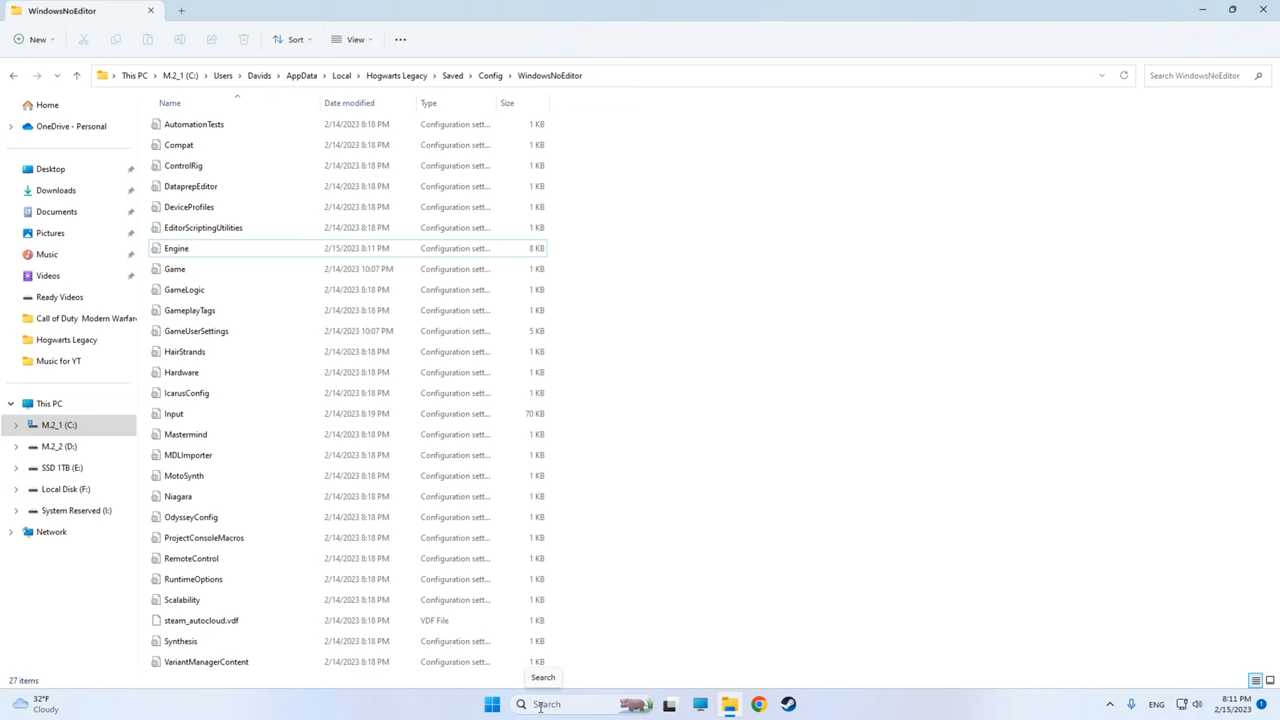 WindowsNoEditor
New
Sort
View
This PC > M.2_1 (C:) > Users > Davids > AppData > Local > Hogwarts Legacy > Saved > Config > WindowsNoEditor
Search WindowsNoEditor
Home
OneDrive - Personal
Desktop
Downloads
Documents
Pictures
Music
Videos
Ready Videos
Call of Duty Modern Warfar
Hogwarts Legacy
Music for YT
This PC
M.2_1 (C:)
M.2_2 (D:)
SSD 1TB (E:)
Local Disk (F:)
System Reserved (I:)
Network
Name Date modified Type Size
AutomationTests 2/14/2023 8:18 PM Configuration sett... 1 KB
Compat 2/14/2023 8:18 PM Configuration sett... 1 KB
ControlRig 2/14/2023 8:18 PM Configuration sett... 1 KB
DataprepEditor 2/14/2023 8:18 PM Configuration sett... 1 KB
DeviceProfiles 2/14/2023 8:18 PM Configuration sett... 1 KB
EditorScriptingUtilities 2/14/2023 8:18 PM Configuration sett... 1 KB
Engine 2/15/2023 8:11 PM Configuration sett... 8 KB
Game 2/14/2023 10:07 PM Configuration sett... 1 KB
GameLogic 2/14/2023 8:18 PM Configuration sett... 1 KB
GameplayTags 2/14/2023 8:18 PM Configuration sett... 1 KB
GameUserSettings 2/14/2023 10:07 PM Configuration sett... 5 KB
HairStrands 2/14/2023 8:18 PM Configuration sett... 1 KB
Hardware 2/14/2023 8:18 PM Configuration sett... 1 KB
IcarusConfig 2/14/2023 8:18 PM Configuration sett... 1 KB
Input 2/14/2023 8:19 PM Configuration sett... 70 KB
Mastermind 2/14/2023 8:18 PM Configuration sett... 1 KB
MDLImporter 2/14/2023 8:18 PM Configuration sett... 1 KB
MotoSynth 2/14/2023 8:18 PM Configuration sett... 1 KB
Niagara 2/14/2023 8:18 PM Configuration sett... 1 KB
OdysseyConfig 2/14/2023 8:18 PM Configuration sett... 1 KB
ProjectConsoleMacros 2/14/2023 8:18 PM Configuration sett... 1 KB
RemoteControl 2/14/2023 8:18 PM Configuration sett... 1 KB
RuntimeOptions 2/14/2023 8:18 PM Configuration sett... 1 KB
Scalability 2/14/2023 8:18 PM Configuration sett... 1 KB
steam_autocloud.vdf 2/14/2023 8:18 PM VDF File 1 KB
Synthesis 2/14/2023 8:18 PM Configuration sett... 1 KB
VariantManagerContent 2/14/2023 8:18 PM Configuration sett... 1 KB
27 items
Search
32°F
Cloudy
Search
ENG
8:11 PM
2/15/2023
1